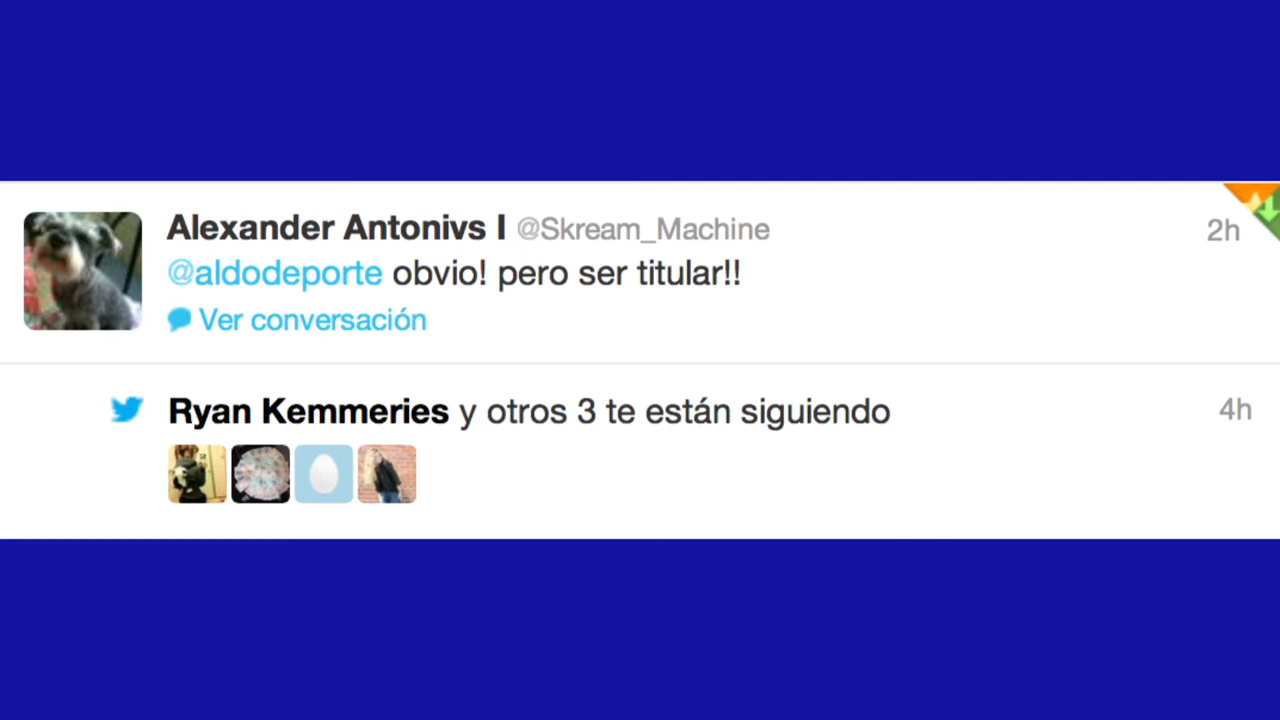 Alexander Antonivs I @Skream_Machine 2h
@aldodeporte obvio! pero ser titular!!
Ver conversación
Ryan Kemmeries y otros 3 te están siguiendo 4h